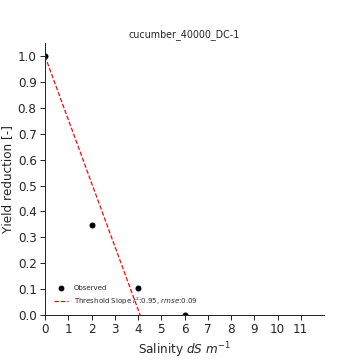 cucumber_40000_DC-1
Yield reduction [-]
1.0
0.9
0.8
0.7
0.6
0.5
0.4
0.3
0.2
0.1
0.0
Observed
Threshold Slope r²:0.95, rmse:0.09
0 1 2 3 4 5 6 7 8 9 10 11
Salinity dS m⁻¹